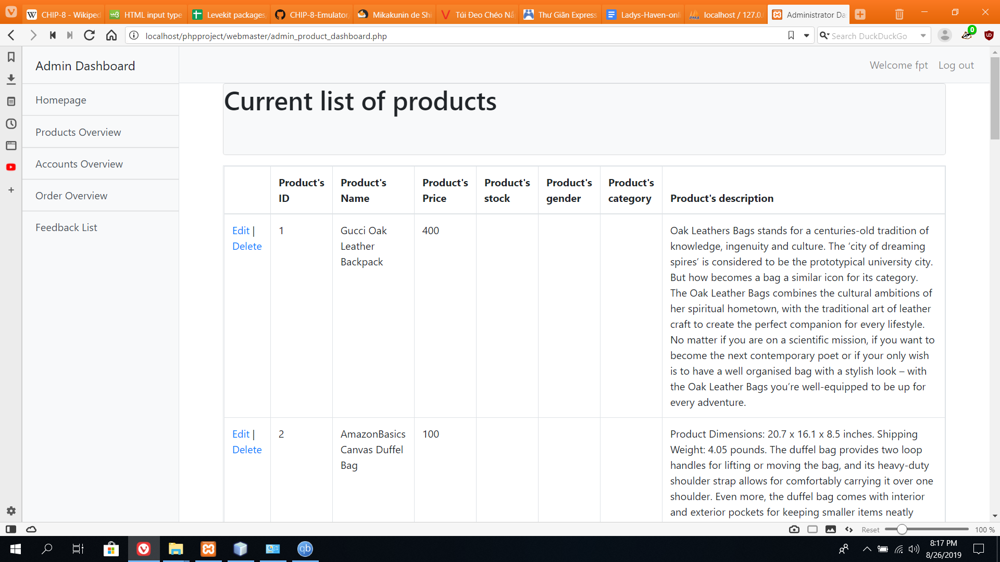 CHIP-8 - Wikiped
HTML input type
Levekit packages,
CHIP-8-Emulator,
Mikakunin de Shi
Túi Đeo Chéo Nắ
Thư Giãn Express
Ladys-Haven-onli
localhost / 127.0.
Administrator Da
localhost/phpproject/webmaster/admin_product_dashboard.php
Search DuckDuckGo
0
Admin Dashboard
Welcome fpt
Log out
Homepage
Products Overview
Accounts Overview
Order Overview
Feedback List
Current list of products
Product's ID
Product's Name
Product's Price
Product's stock
Product's gender
Product's category
Product's description
Edit |
Delete
1
Gucci Oak
Leather
Backpack
400
Oak Leathers Bags stands for a centuries-old tradition of
knowledge, ingenuity and culture. The ‘city of dreaming
spires’ is considered to be the prototypical university city.
But how becomes a bag a similar icon for its category.
The Oak Leather Bags combines the cultural ambitions of
her spiritual hometown, with the traditional art of leather
craft to create the perfect companion for every lifestyle.
No matter if you are on a scientific mission, if you want to
become the next contemporary poet or if your only wish
is to have a well organised bag with a stylish look – with
the Oak Leather Bags you’re well-equipped to be up for
every adventure.
Edit |
Delete
2
AmazonBasics
Canvas Duffel
Bag
100
Product Dimensions: 20.7 x 16.1 x 8.5 inches. Shipping
Weight: 4.05 pounds. The duffel bag provides two loop
handles for lifting or moving the bag, and its heavy-duty
shoulder strap allows for comfortably carrying it over one
shoulder. Even more, the duffel bag comes with interior
and exterior pockets for keeping smaller items neatly
Reset
100 %
qb
8:17 PM
8/26/2019